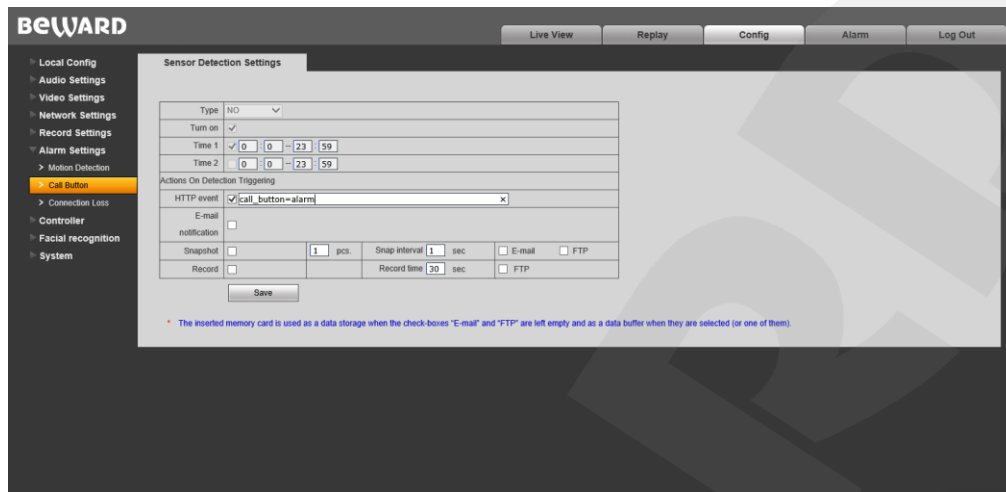 BEWARD
Live View Replay Config Alarm Log Out
Local Config
Audio Settings
Video Settings
Network Settings
Record Settings
Alarm Settings
> Motion Detection
> Call Button
> Connection Loss
Controller
Facial recognition
System
Sensor Detection Settings
Type NO
Turn on
Time 1 0 : 0 – 23 : 59
Time 2 0 : 0 – 23 : 59
Actions On Detection Triggering
HTTP event call_button=alarm ×
E-mail
notification
Snapshot 1 pcs. Snap interval 1 sec E-mail FTP
Record Record time 30 sec FTP
Save
* The inserted memory card is used as a data storage when the check-boxes "E-mail" and "FTP" are left empty and as a data buffer when they are selected (or one of them).